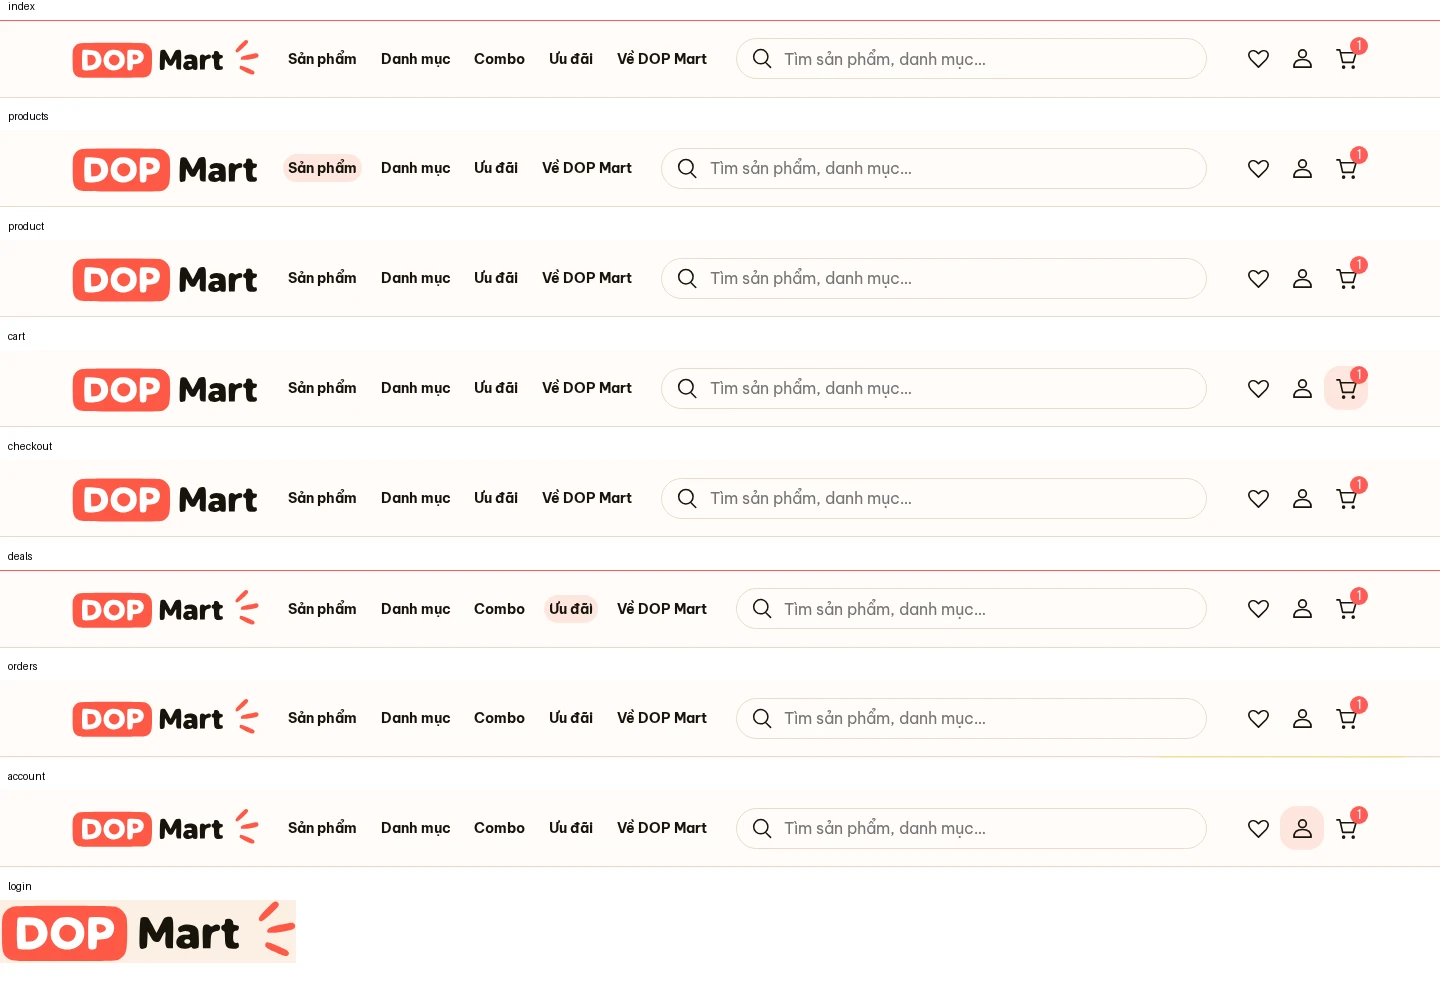 index
DOP Mart Sản phẩm Danh mục Combo Ưu đãi Về DOP Mart Tìm sản phẩm, danh mục... 1
products
DOP Mart Sản phẩm Danh mục Ưu đãi Về DOP Mart Tìm sản phẩm, danh mục... 1
product
DOP Mart Sản phẩm Danh mục Ưu đãi Về DOP Mart Tìm sản phẩm, danh mục... 1
cart
DOP Mart Sản phẩm Danh mục Ưu đãi Về DOP Mart Tìm sản phẩm, danh mục... 1
checkout
DOP Mart Sản phẩm Danh mục Ưu đãi Về DOP Mart Tìm sản phẩm, danh mục... 1
deals
DOP Mart Sản phẩm Danh mục Combo Ưu đãi Về DOP Mart Tìm sản phẩm, danh mục... 1
orders
DOP Mart Sản phẩm Danh mục Combo Ưu đãi Về DOP Mart Tìm sản phẩm, danh mục... 1
account
DOP Mart Sản phẩm Danh mục Combo Ưu đãi Về DOP Mart Tìm sản phẩm, danh mục... 1
login
DOP Mart